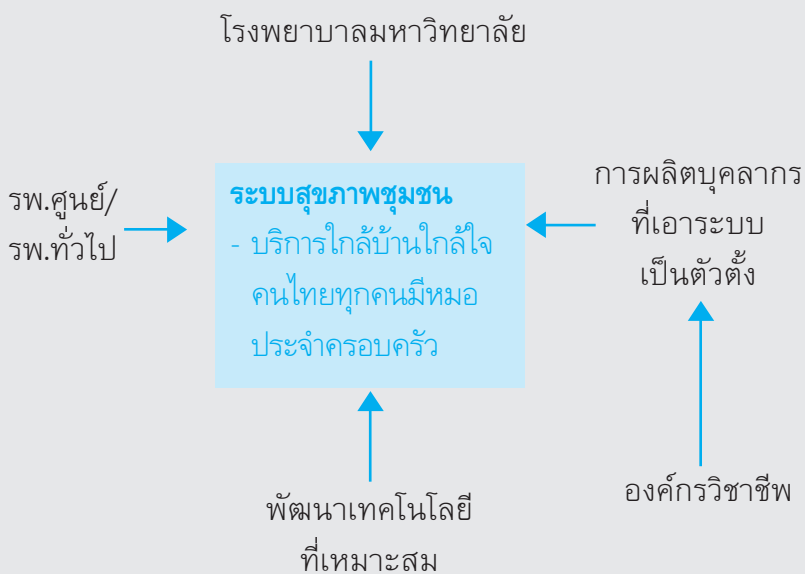 โรงพยาบาลมหาวิทยาลัย
รพ.ศูนย์/
รพ.ทั่วไป
ระบบสุขภาพชุมชน
- บริการใกล้บ้านใกล้ใจ
คนไทยทุกคนมีหมอ
ประจำครอบครัว
การผลิตบุคลากร
ที่เอาระบบ
เป็นตัวตั้ง
พัฒนาเทคโนโลยี
ที่เหมาะสม
องค์กรวิชาชีพ